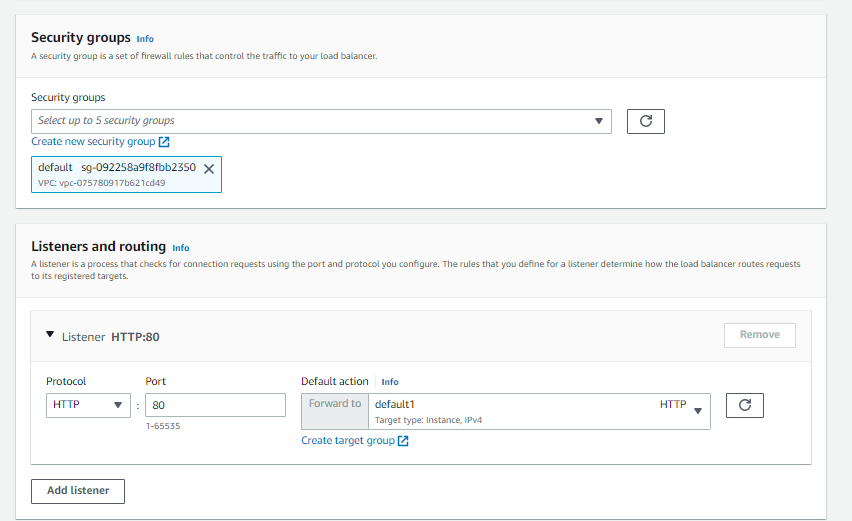 Security groups Info
A security group is a set of firewall rules that control the traffic to your load balancer.
Security groups
Select up to 5 security groups
Create new security group
default sg-092258a9f8fbb2350
VPC: vpc-075780917b621cd49
Listeners and routing Info
A listener is a process that checks for connection requests using the port and protocol you configure. The rules that you define for a listener determine how the load balancer routes requests
to its registered targets.
Listener HTTP:80
Remove
Protocol Port Default action Info
HTTP : 80 Forward to default1 HTTP
Target type: Instance, IPv4
1-65535
Create target group
Add listener